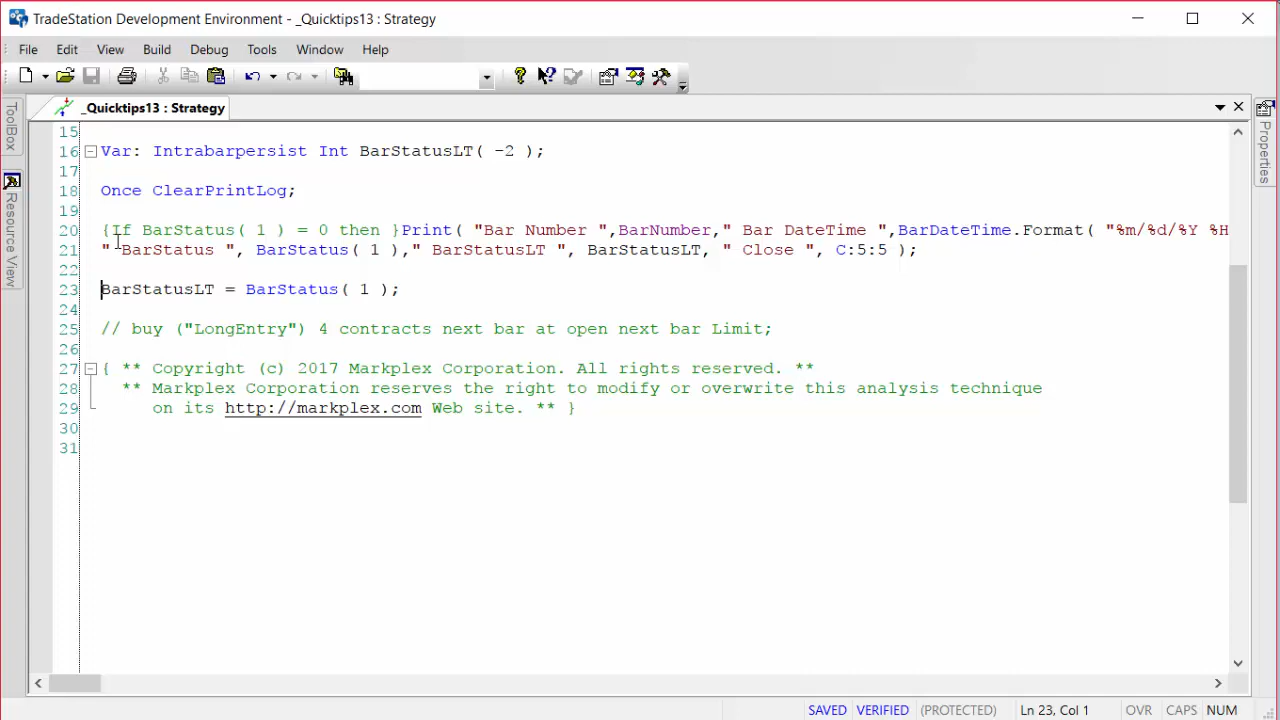 TradeStation Development Environment - _Quicktips13 : Strategy
File Edit View Build Debug Tools Window Help
_Quicktips13 : Strategy
ToolBox
Resource View
Properties
15
16 Var: Intrabarpersist Int BarStatusLT( -2 );
17
18 Once ClearPrintLog;
19
20 {If BarStatus( 1 ) = 0 then }Print( "Bar Number ",BarNumber," Bar DateTime ",BarDateTime.Format( "%m/%d/%Y %H
21 " BarStatus ", BarStatus( 1 )," BarStatusLT ", BarStatusLT, " Close ", C:5:5 );
22
23 BarStatusLT = BarStatus( 1 );
24
25 // buy ("LongEntry") 4 contracts next bar at open next bar Limit;
26
27 { ** Copyright (c) 2017 Markplex Corporation. All rights reserved. **
28 ** Markplex Corporation reserves the right to modify or overwrite this analysis technique
29 on its http://markplex.com Web site. ** }
30
31
SAVED VERIFIED (PROTECTED) Ln 23, Col 1 OVR CAPS NUM